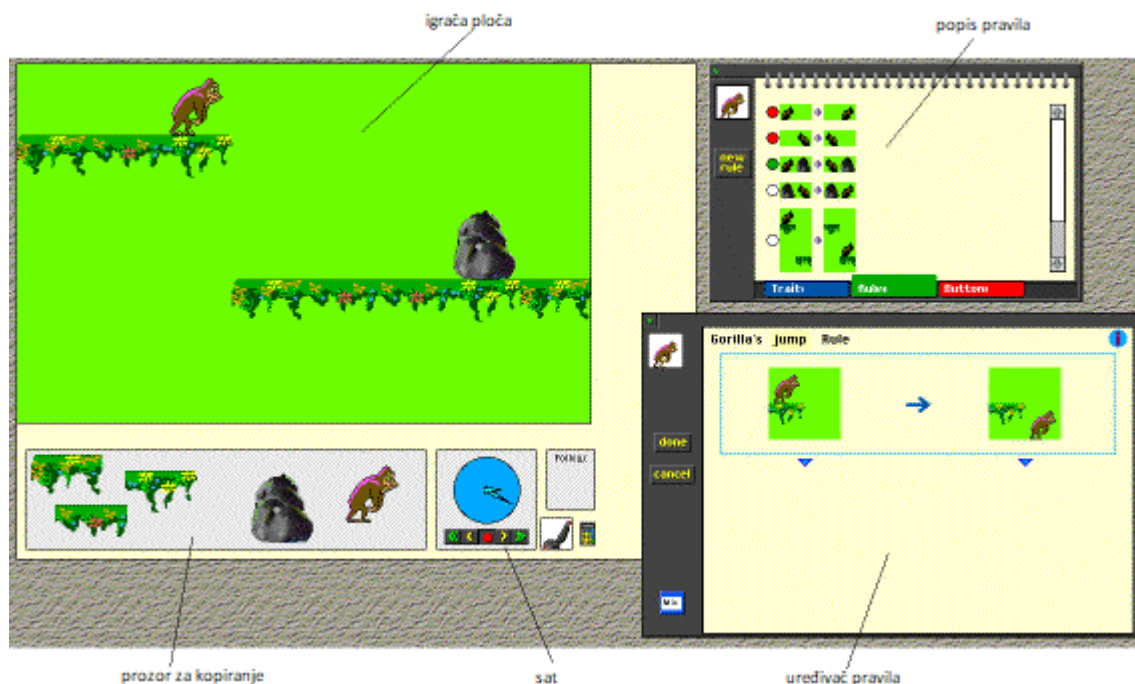 igrača ploča
popis pravila
new
rule
Traits
Rules
Buttons
Gorilla's jump Rule
done
cancel
prozor za kopiranje
sat
uređivač pravila